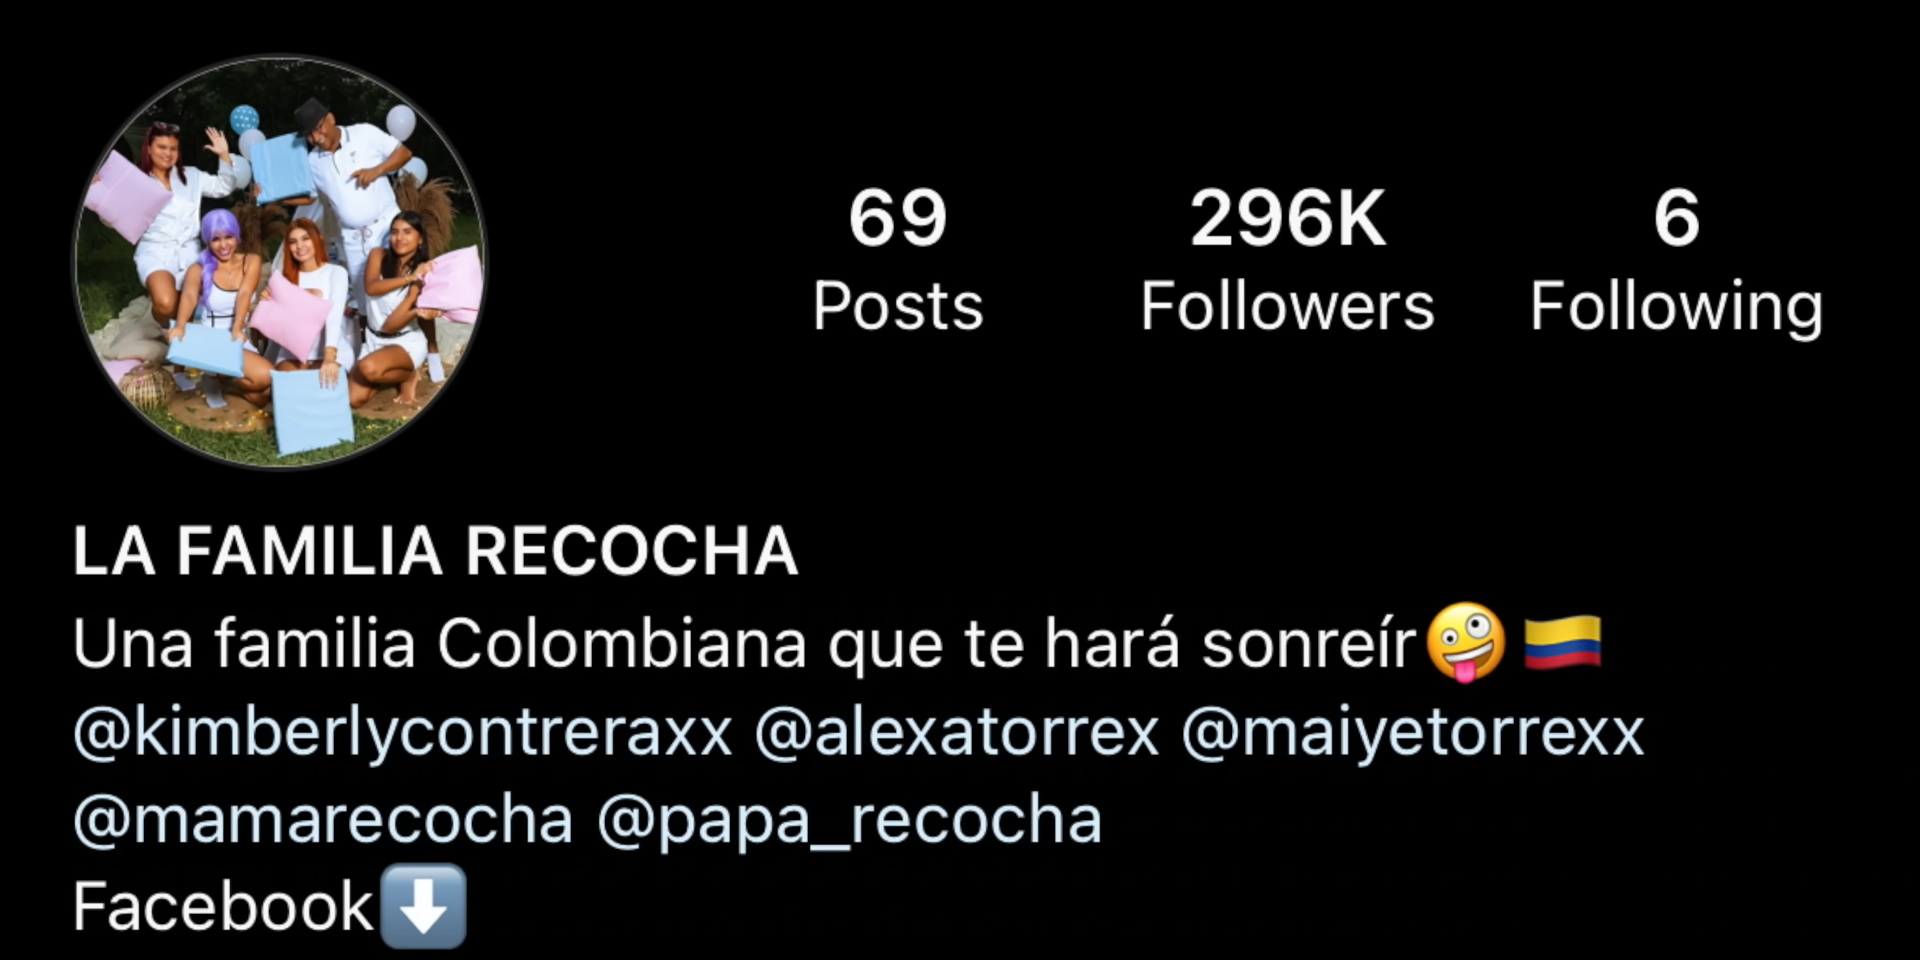 69 296K 6
Posts Followers Following
LA FAMILIA RECOCHA
Una familia Colombiana que te hará sonreír🤪🇨🇴
@kimberlycontreraxx @alexatorrex @maiyetorrexx
@mamarecocha @papa_recocha
Facebook⬇️